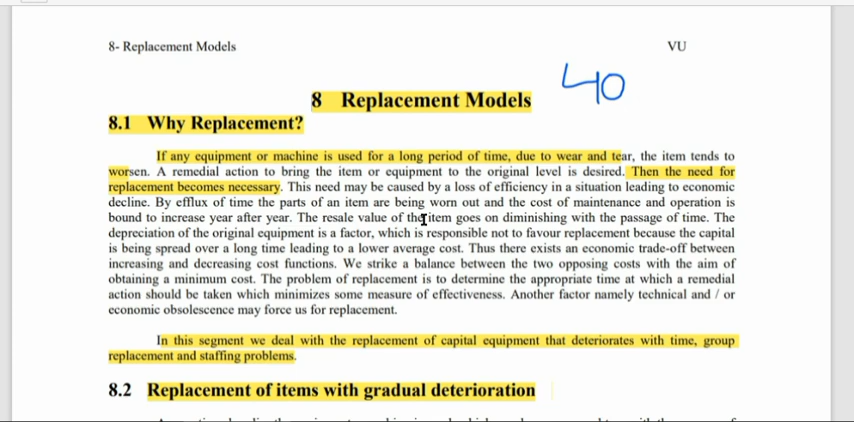 8- Replacement Models VU
40
8 Replacement Models
8.1 Why Replacement?
If any equipment or machine is used for a long period of time, due to wear and tear, the item tends to
worsen. A remedial action to bring the item or equipment to the original level is desired. Then the need for
replacement becomes necessary. This need may be caused by a loss of efficiency in a situation leading to economic
decline. By efflux of time the parts of an item are being worn out and the cost of maintenance and operation is
bound to increase year after year. The resale value of the item goes on diminishing with the passage of time. The
depreciation of the original equipment is a factor, which is responsible not to favour replacement because the capital
is being spread over a long time leading to a lower average cost. Thus there exists an economic trade-off between
increasing and decreasing cost functions. We strike a balance between the two opposing costs with the aim of
obtaining a minimum cost. The problem of replacement is to determine the appropriate time at which a remedial
action should be taken which minimizes some measure of effectiveness. Another factor namely technical and / or
economic obsolescence may force us for replacement.
In this segment we deal with the replacement of capital equipment that deteriorates with time, group
replacement and staffing problems.
8.2 Replacement of items with gradual deterioration